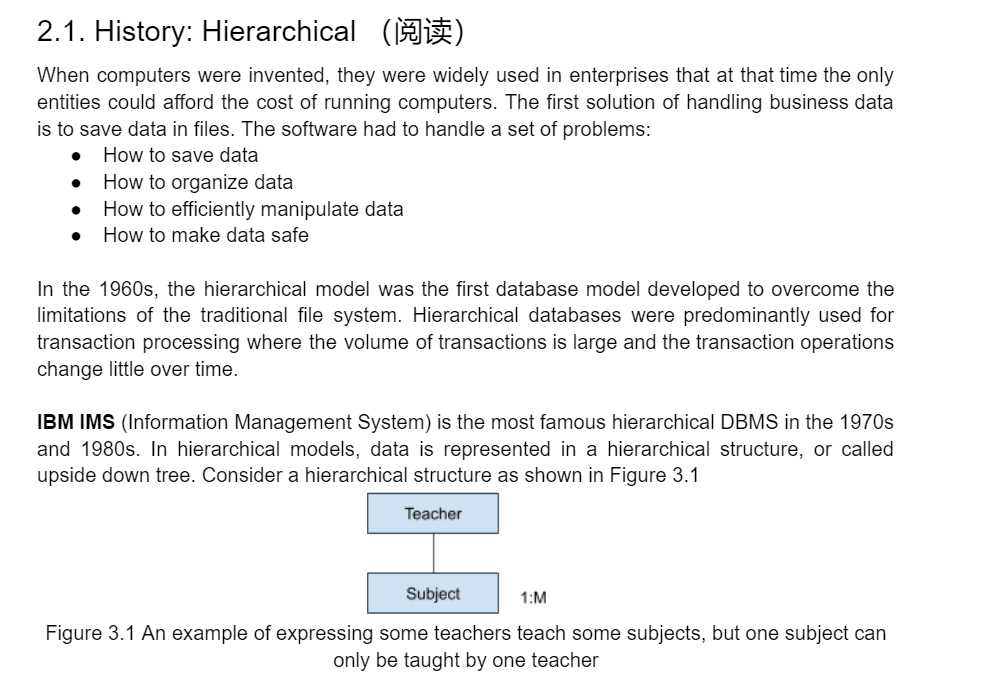 2.1. History: Hierarchical （阅读）
When computers were invented, they were widely used in enterprises that at that time the only
entities could afford the cost of running computers. The first solution of handling business data
is to save data in files. The software had to handle a set of problems:
● How to save data
● How to organize data
● How to efficiently manipulate data
● How to make data safe
In the 1960s, the hierarchical model was the first database model developed to overcome the
limitations of the traditional file system. Hierarchical databases were predominantly used for
transaction processing where the volume of transactions is large and the transaction operations
change little over time.
IBM IMS (Information Management System) is the most famous hierarchical DBMS in the 1970s
and 1980s. In hierarchical models, data is represented in a hierarchical structure, or called
upside down tree. Consider a hierarchical structure as shown in Figure 3.1
Teacher
Subject 1:M
Figure 3.1 An example of expressing some teachers teach some subjects, but one subject can
only be taught by one teacher